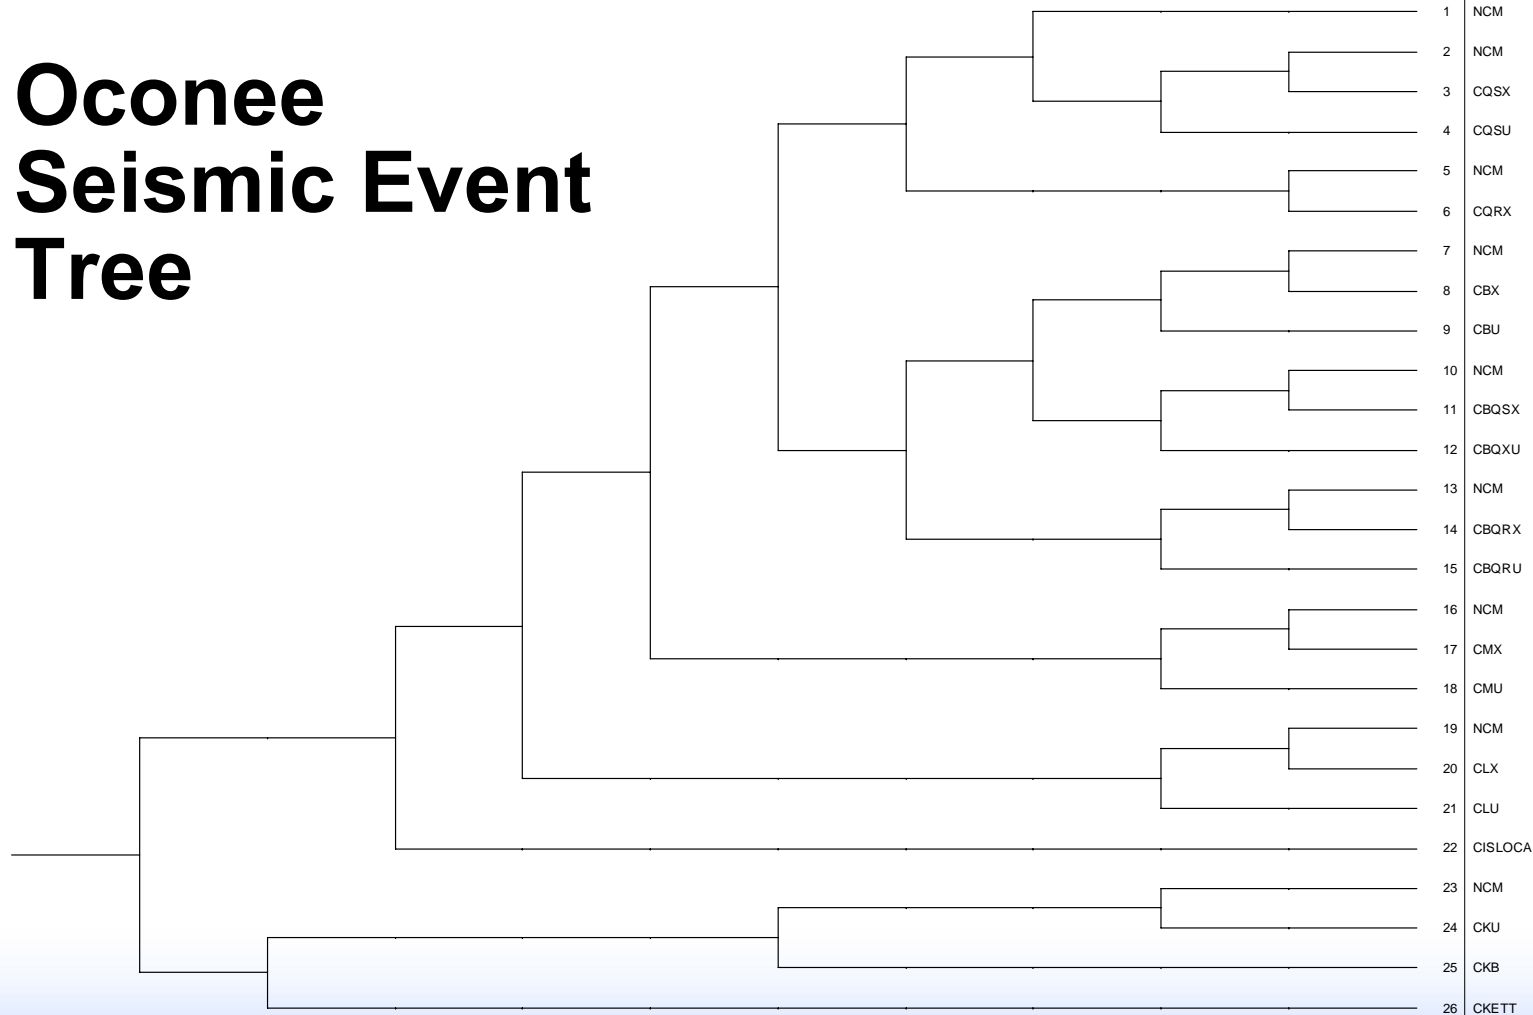 Oconee
Seismic Event
Tree
1 NCM
2 NCM
3 CQSX
4 CQSU
5 NCM
6 CQRX
7 NCM
8 CBX
9 CBU
10 NCM
11 CBQSX
12 CBQXU
13 NCM
14 CBQRX
15 CBQRU
16 NCM
17 CMX
18 CMU
19 NCM
20 CLX
21 CLU
22 CISLOCA
23 NCM
24 CKU
25 CKB
26 CKETT